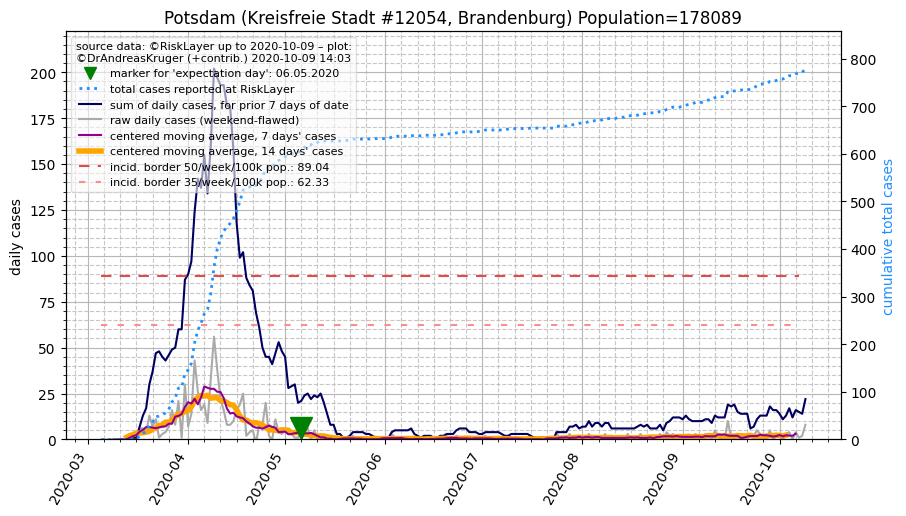 Potsdam (Kreisfreie Stadt #12054, Brandenburg) Population=178089
source data: ©RiskLayer up to 2020-10-09 – plot:
©DrAndreasKruger (+contrib.) 2020-10-09 14:03
marker for 'expectation day': 06.05.2020
total cases reported at RiskLayer
sum of daily cases, for prior 7 days of date
raw daily cases (weekend-flawed)
centered moving average, 7 days' cases
centered moving average, 14 days' cases
incid. border 50/week/100k pop.: 89.04
incid. border 35/week/100k pop.: 62.33
daily cases
200
175
150
125
100
75
50
25
0
cumulative total cases
800
700
600
500
400
300
200
100
0
2020-03
2020-04
2020-05
2020-06
2020-07
2020-08
2020-09
2020-10